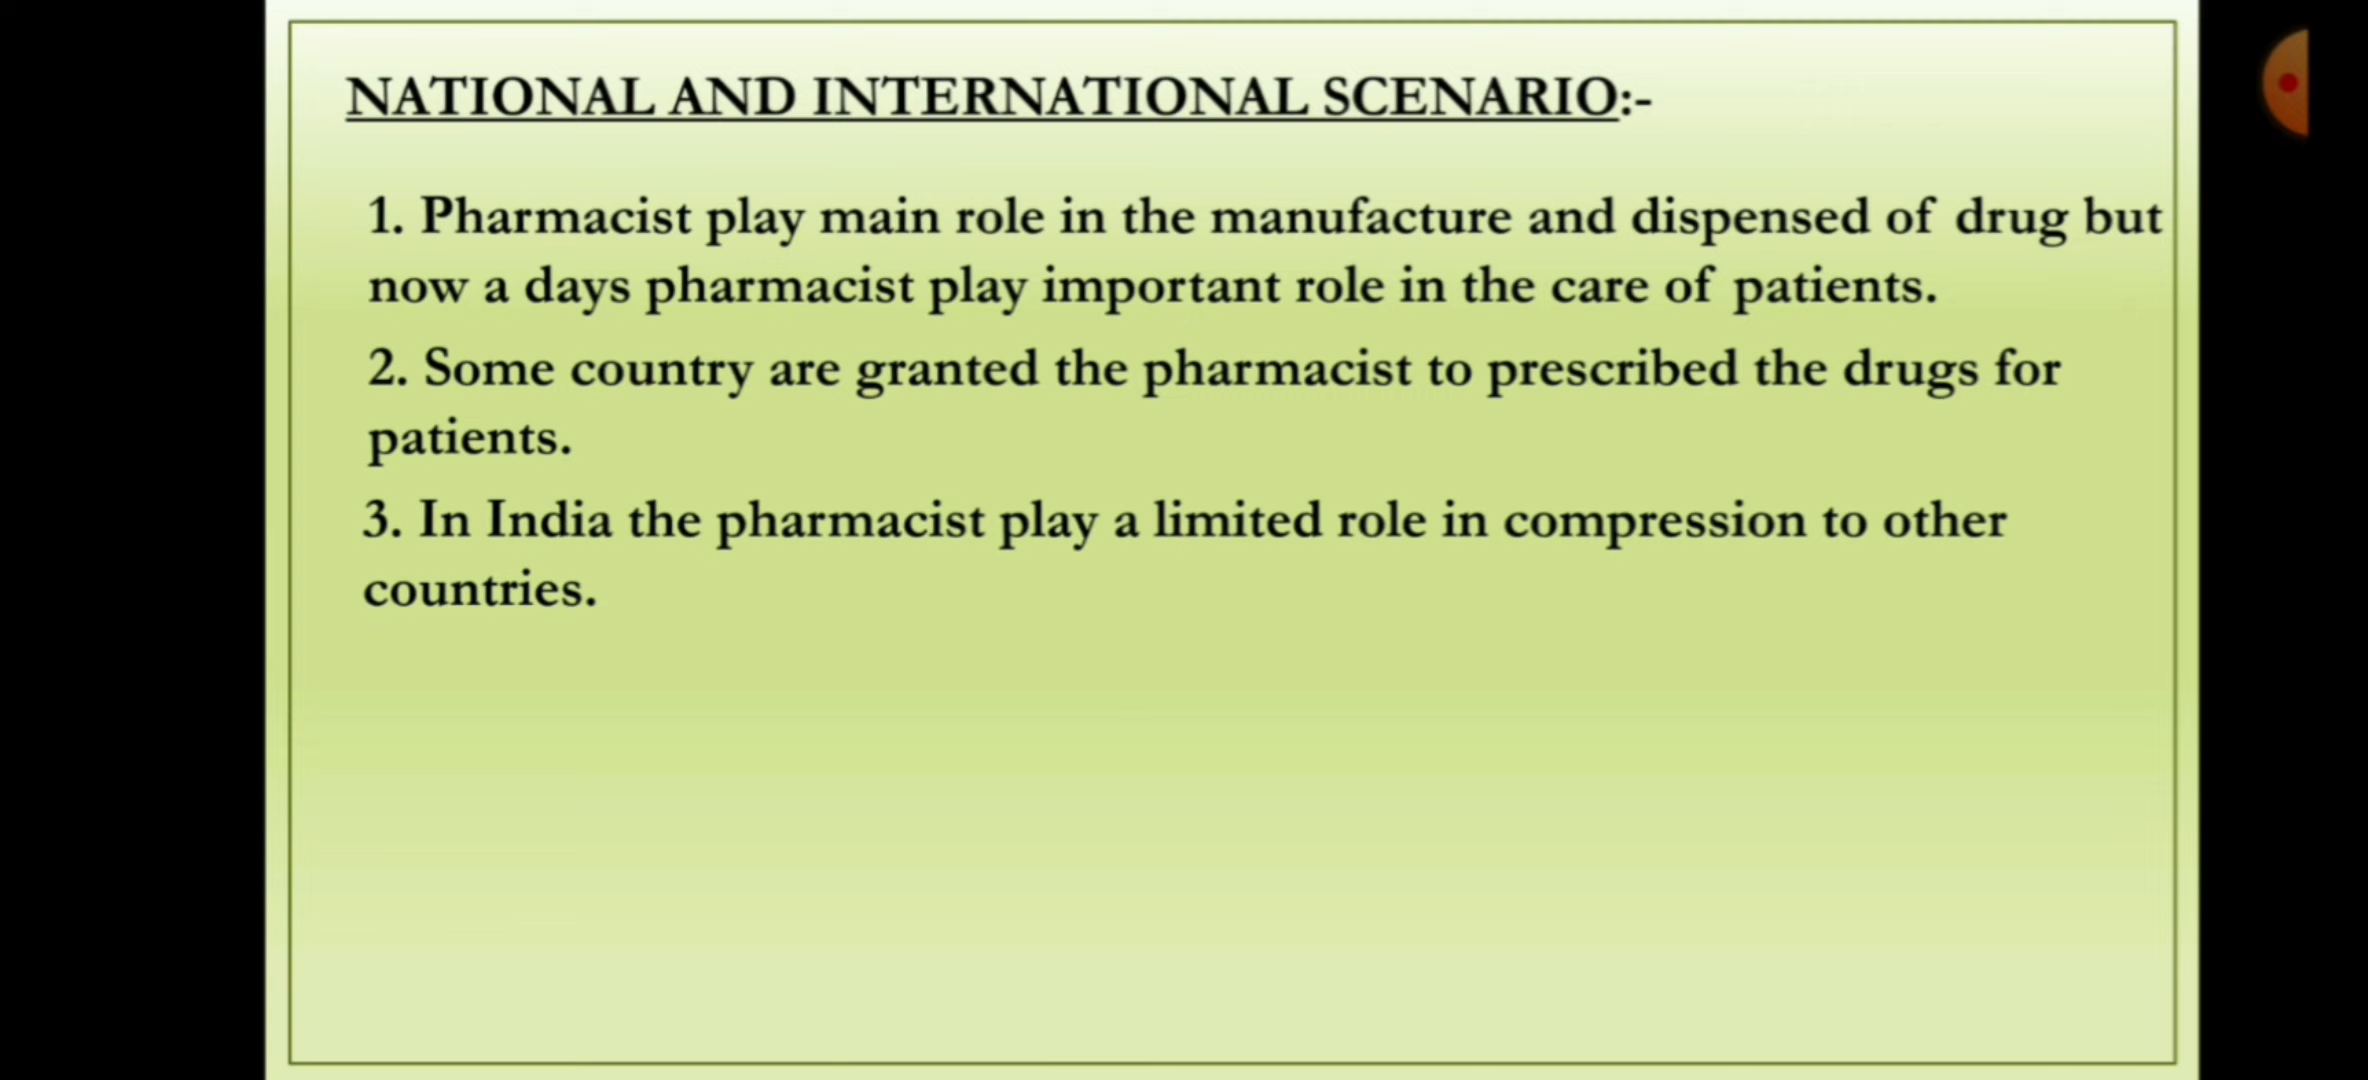 NATIONAL AND INTERNATIONAL SCENARIO:-
1. Pharmacist play main role in the manufacture and dispensed of drug but
now a days pharmacist play important role in the care of patients.
2. Some country are granted the pharmacist to prescribed the drugs for
patients.
3. In India the pharmacist play a limited role in compression to other
countries.